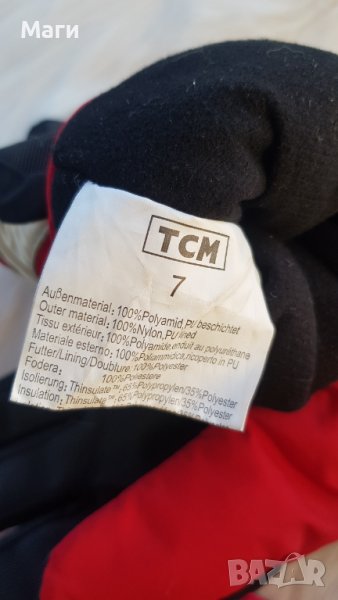 Маги
TCM
7
Außenmaterial: 100%Polyamid, PU beschichtet
Outer material: 100%Nylon, PU lined
Tissu extérieur: 100%Polyamide, enduit au polyuréthane
Materiale esterno: 100%Poliammidica, ricoperto in PU
Futter/Lining/Doublure: 100%Polyester
Fodera: 100%Poliestere
Isolierung: Thinsulate™, 65%Polypropylen/35%Polyester
Insulation: Thinsulate™, 65%Polypropylen/35%Polyester
BAZAR